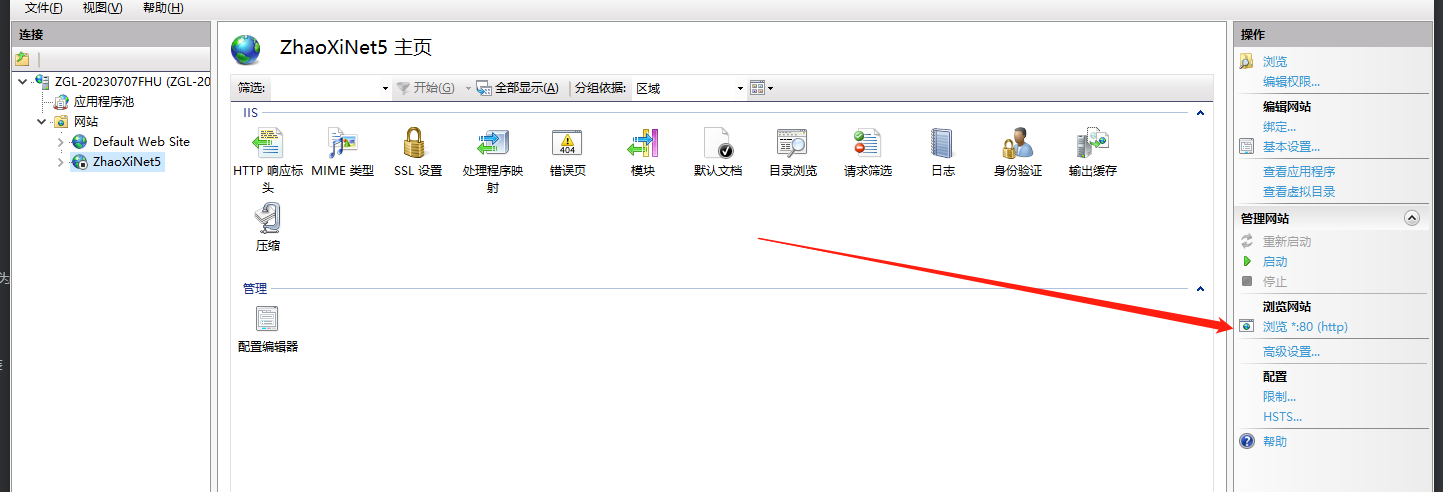 文件(F) 视图(V) 帮助(H)
连接
ZGL-20230707FHU (ZGL-20
应用程序池
网站
Default Web Site
ZhaoXiNet5
ZhaoXiNet5 主页
筛选: 开始(G) 全部显示(A) 分组依据: 区域
IIS
HTTP 响应标头
MIME 类型
SSL 设置
处理程序映射
404
错误页
模块
默认文档
目录浏览
请求筛选
日志
身份验证
输出缓存
压缩
管理
配置编辑器
操作
浏览
编辑权限...
编辑网站
绑定...
基本设置...
查看应用程序
查看虚拟目录
管理网站
重新启动
启动
停止
浏览网站
浏览 *:80 (http)
高级设置...
配置
限制...
HSTS...
帮助
为